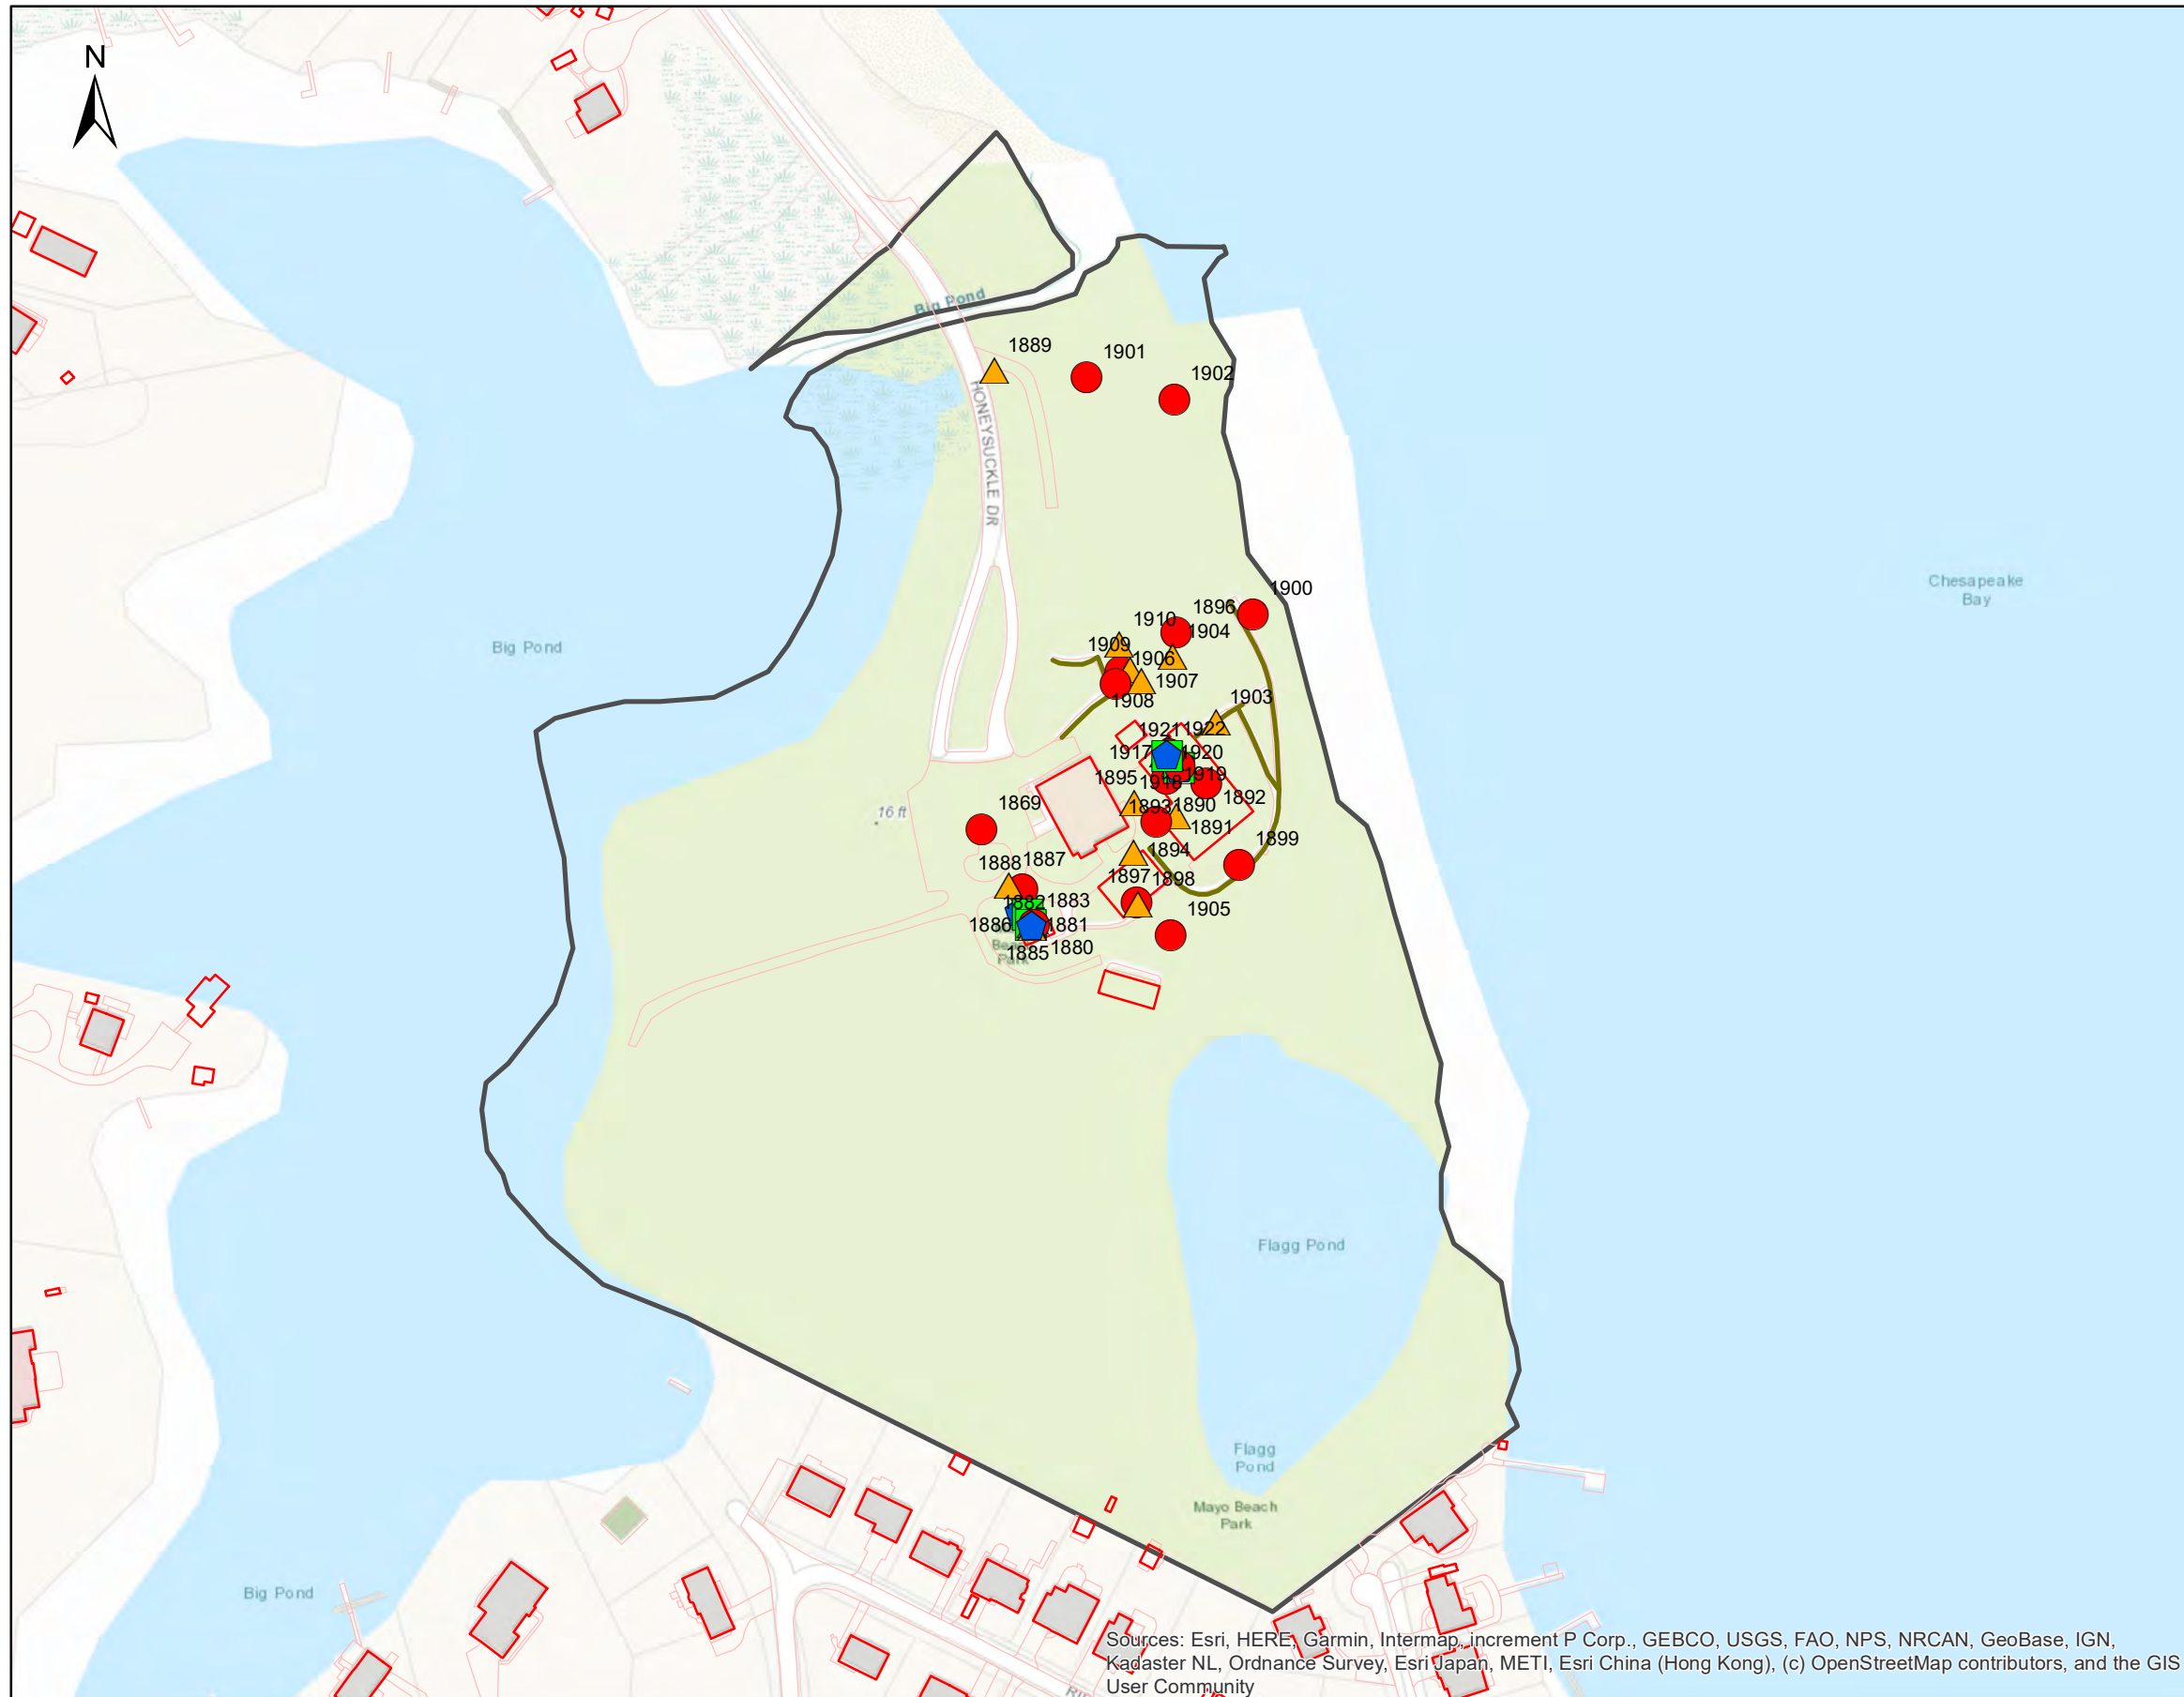 N
Big Pond
1889
1901
1902
HONEYSUCKLE DR
Chesapeake
Bay
1900
1896
1910
1904
Big Pond
1909
1906
1907
1908
1903
1921
1922
1917
1920
1895
1918
1919
1869
16 ft
1893
1890
1892
1891
1899
1894
1888
1887
1897
1898
1882
1883
1905
1886
1881
Beach
Park
1885
1880
Flagg Pond
Flagg
Pond
Mayo Beach
Park
Big Pond
Sources: Esri, HERE, Garmin, Intermap, increment P Corp., GEBCO, USGS, FAO, NPS, NRCAN, GeoBase, IGN,
Kadaster NL, Ordnance Survey, Esri Japan, METI, Esri China (Hong Kong), (c) OpenStreetMap contributors, and the GIS
User Community